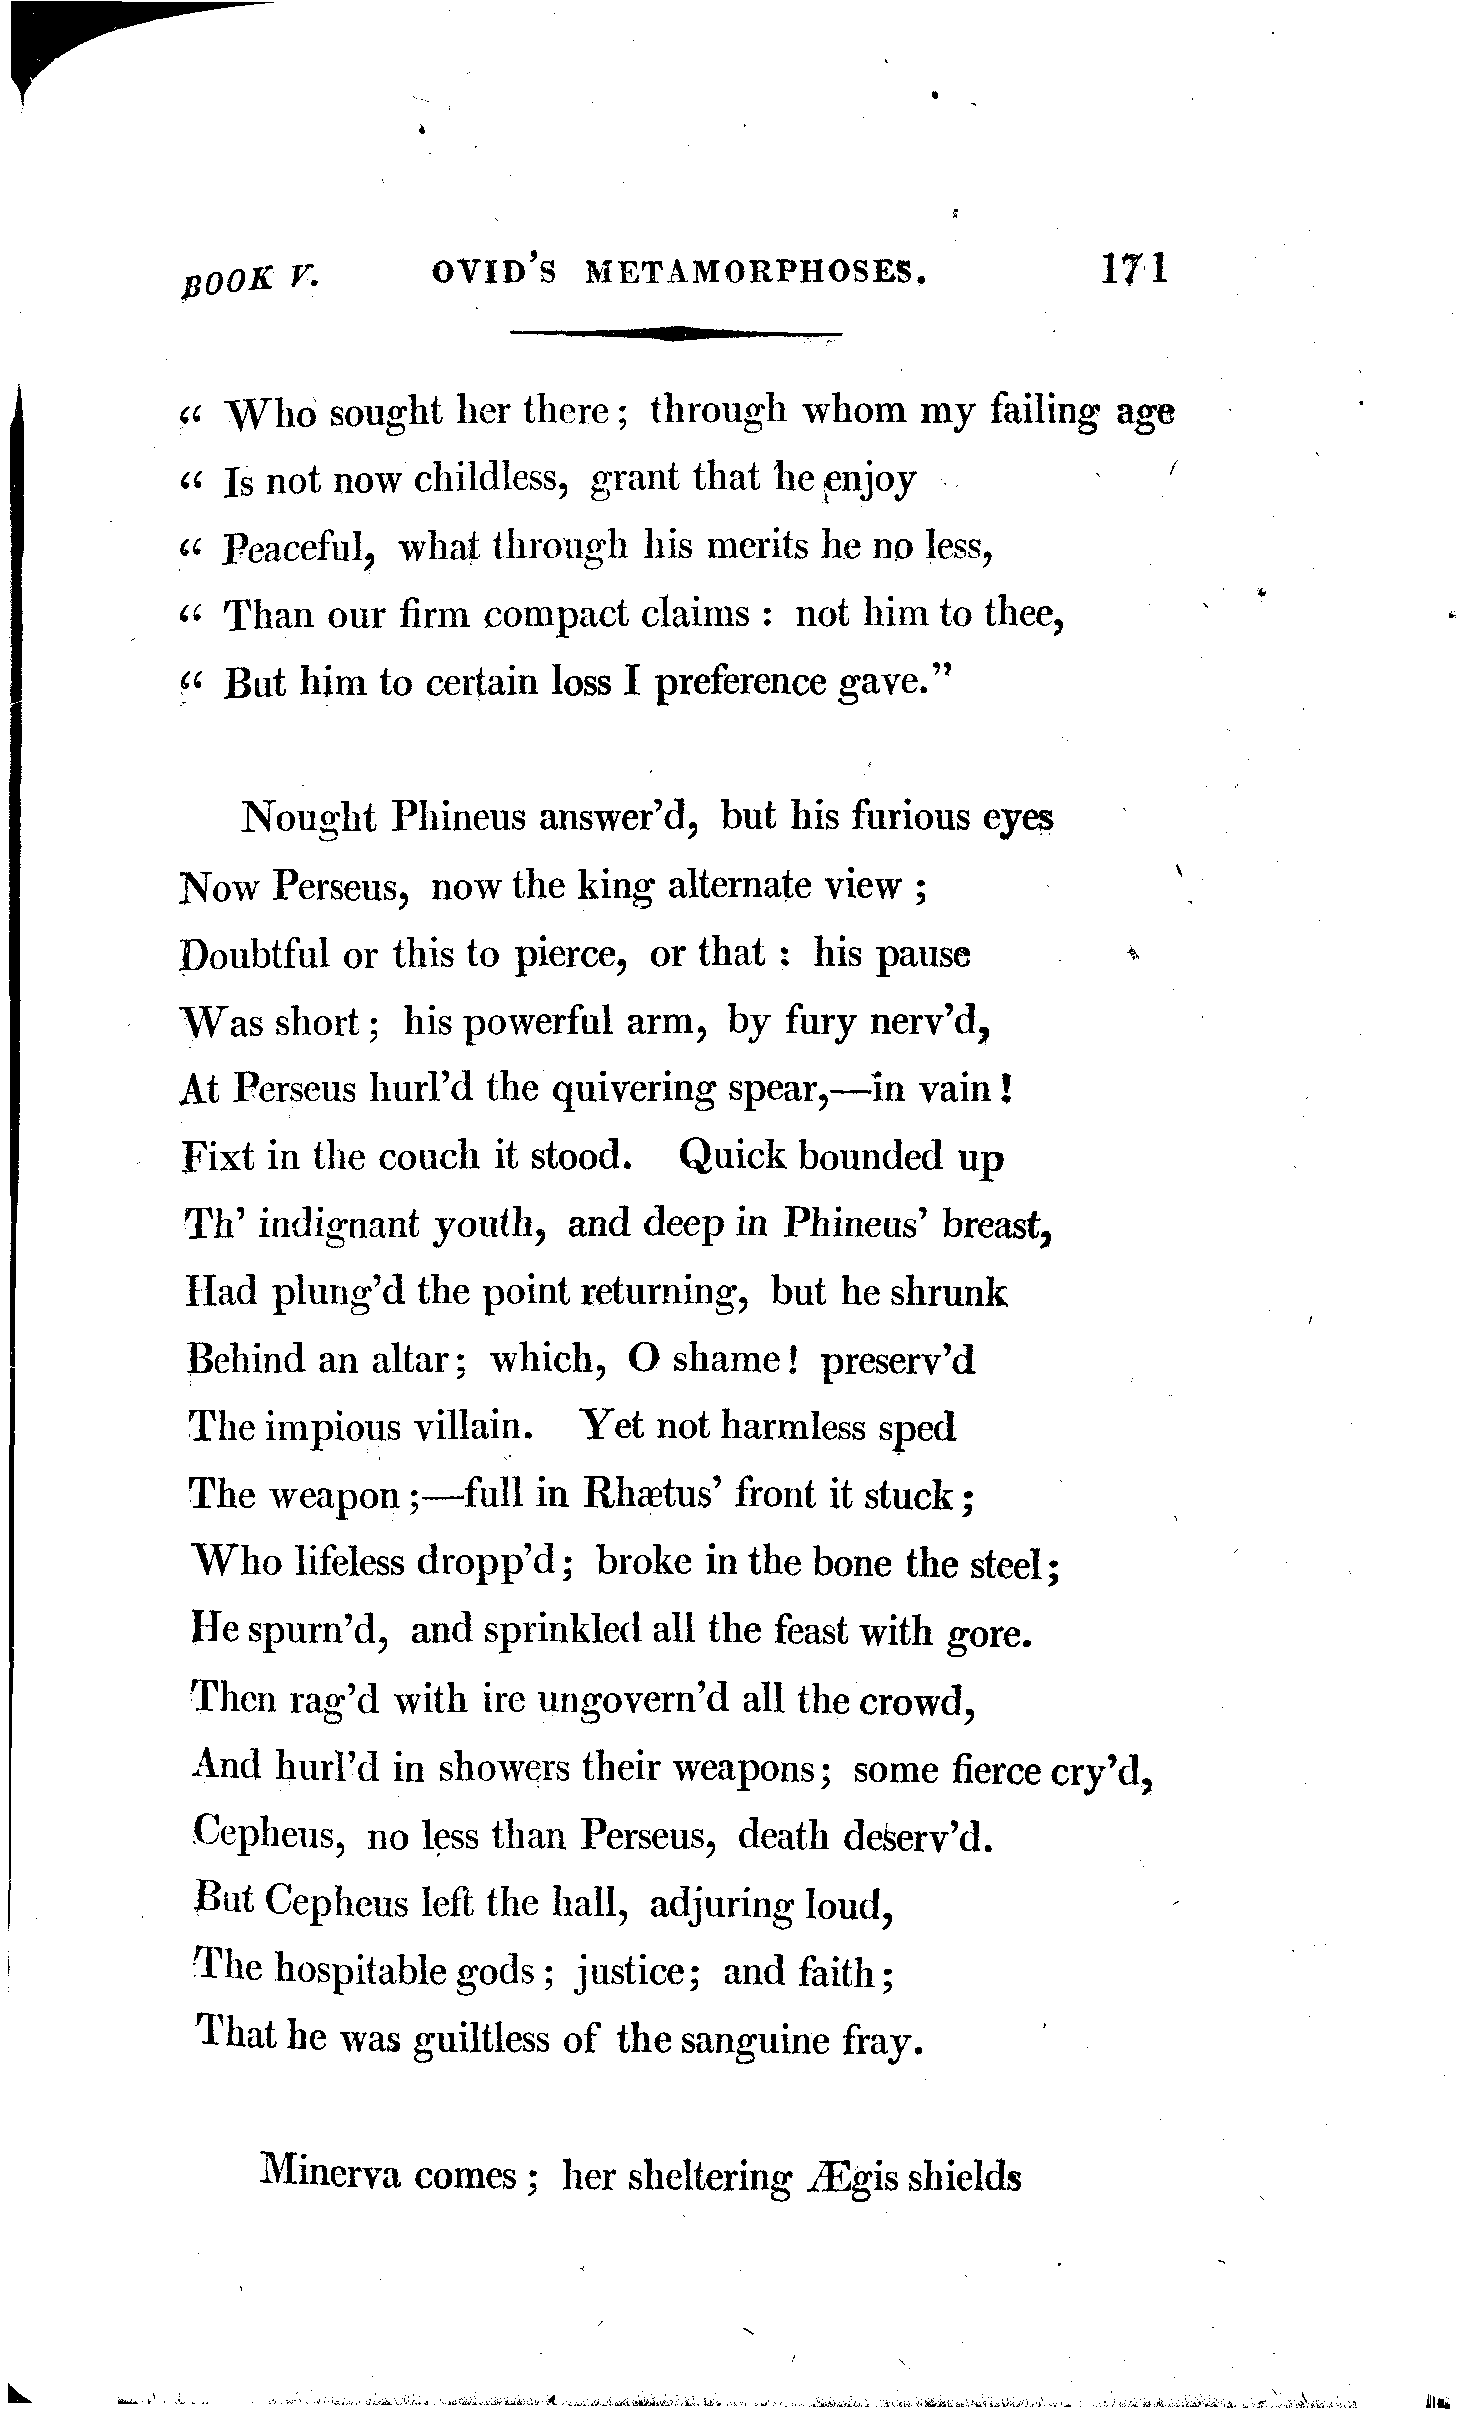 BOOK V. OVID'S METAMORPHOSES. 171
“ Who sought her there; through whom my failing age
“ Is not now childless, grant that he enjoy
“ Peaceful, what through his merits he no less,
“ Than our firm compact claims : not him to thee,
“ But him to certain loss I preference gave.”
Nought Phineus answer'd, but his furious eyes
Now Perseus, now the king alternate view ;
Doubtful or this to pierce, or that : his pause
Was short ; his powerful arm, by fury nerv'd,
At Perseus hurl'd the quivering spear,—in vain !
Fixt in the couch it stood. Quick bounded up
Th' indignant youth, and deep in Phineus' breast,
Had plung'd the point returning, but he shrunk
Behind an altar; which, O shame! preserv'd
The impious villain. Yet not harmless sped
The weapon ;—full in Rhætus' front it stuck ;
Who lifeless dropp'd; broke in the bone the steel;
He spurn'd, and sprinkled all the feast with gore.
Then rag'd with ire ungovern'd all the crowd,
And hurl'd in showers their weapons; some fierce cry'd,
Cepheus, no less than Perseus, death deserv'd.
But Cepheus left the hall, adjuring loud,
The hospitable gods ; justice; and faith;
That he was guiltless of the sanguine fray.
Minerva comes ; her sheltering Ægis shields